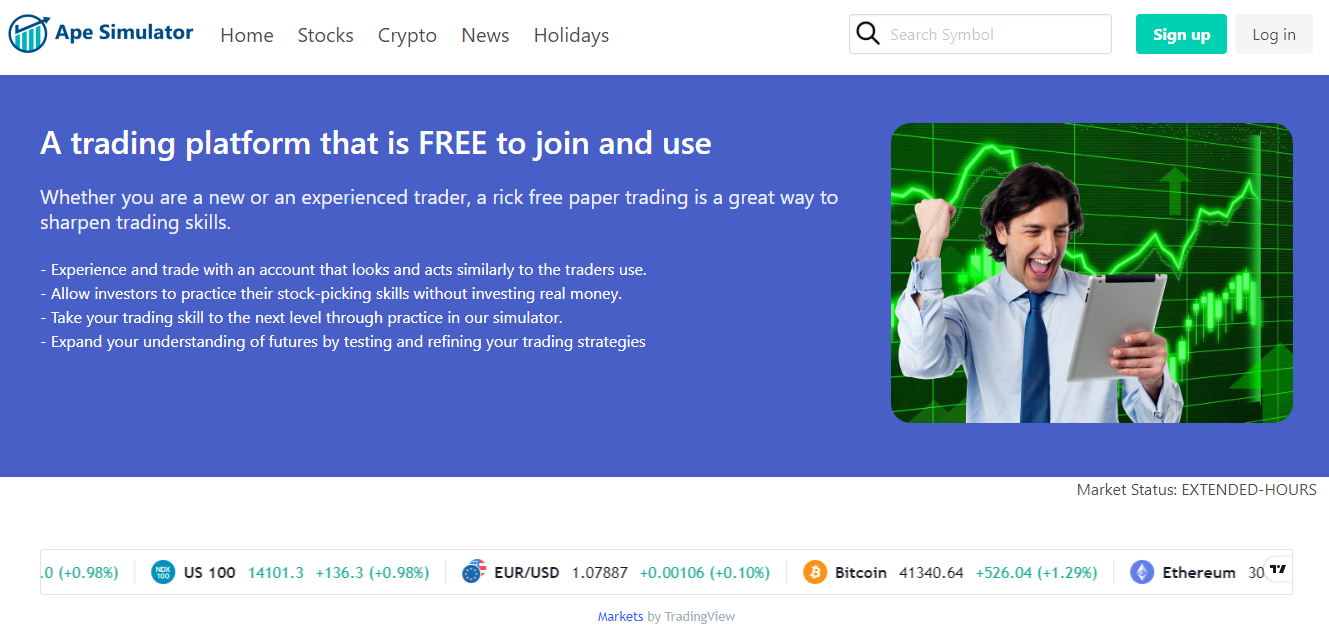 Ape Simulator Home Stocks Crypto News Holidays Search Symbol Sign up Log in
A trading platform that is FREE to join and use
Whether you are a new or an experienced trader, a rick free paper trading is a great way to
sharpen trading skills.
- Experience and trade with an account that looks and acts similarly to the traders use.
- Allow investors to practice their stock-picking skills without investing real money.
- Take your trading skill to the next level through practice in our simulator.
- Expand your understanding of futures by testing and refining your trading strategies
Market Status: EXTENDED-HOURS
.0 (+0.98%) NDX 100 US 100 14101.3 +136.3 (+0.98%) EUR/USD 1.07887 +0.00106 (+0.10%) Bitcoin 41340.64 +526.04 (+1.29%) Ethereum 30
Markets by TradingView